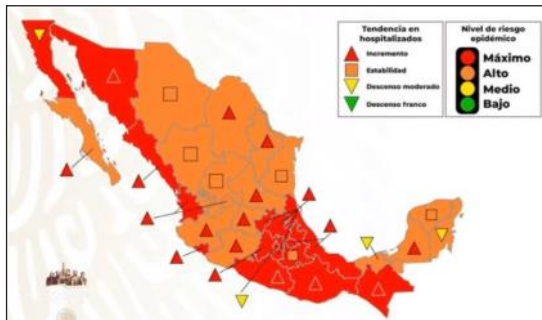 Tendencia en
hospitalizados
Incremento
Estabilidad
Descenso moderado
Descenso franco
Nivel de riesgo
epidémico
Máximo
Alto
Medio
Bajo